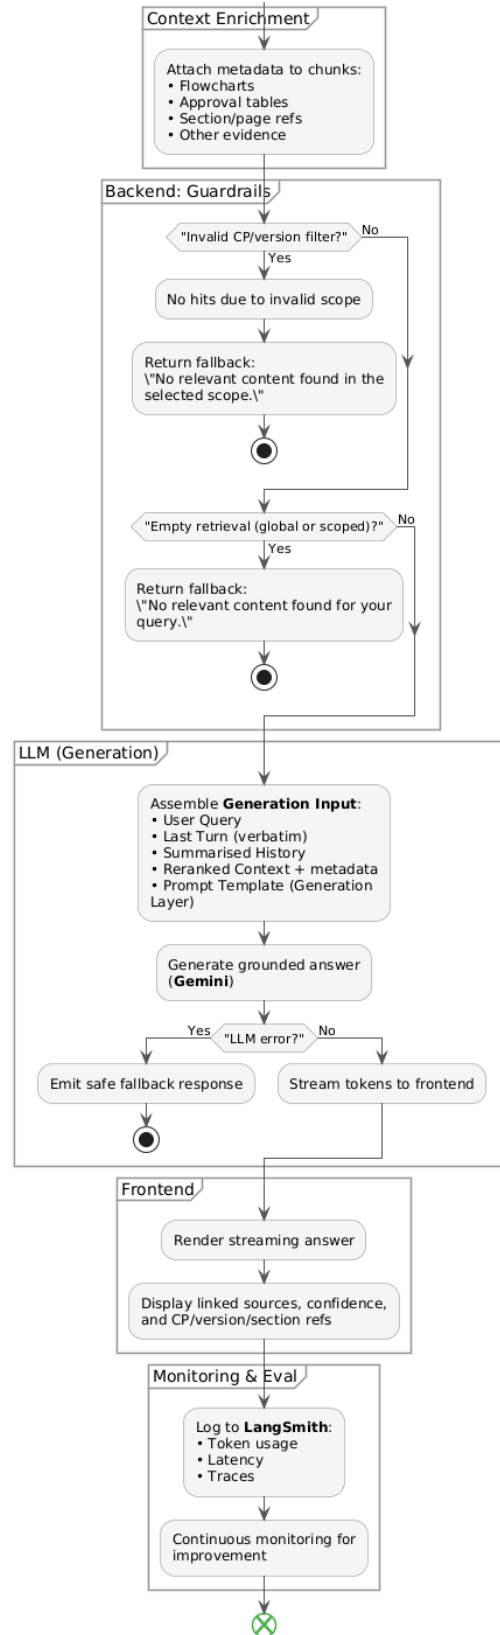 Context Enrichment
Attach metadata to chunks:
• Flowcharts
• Approval tables
• Section/page refs
• Other evidence
Backend: Guardrails
"Invalid CP/version filter?"
No
Yes
No hits due to invalid scope
Return fallback:
\"No relevant content found in the
selected scope.\"
"Empty retrieval (global or scoped)?"
No
Yes
Return fallback:
\"No relevant content found for your
query.\"
LLM (Generation)
Assemble Generation Input:
• User Query
• Last Turn (verbatim)
• Summarised History
• Reranked Context + metadata
• Prompt Template (Generation
Layer)
Generate grounded answer
(Gemini)
Yes
"LLM error?"
No
Emit safe fallback response
Stream tokens to frontend
Frontend
Render streaming answer
Display linked sources, confidence,
and CP/version/section refs
Monitoring & Eval
Log to LangSmith:
• Token usage
• Latency
• Traces
Continuous monitoring for
improvement